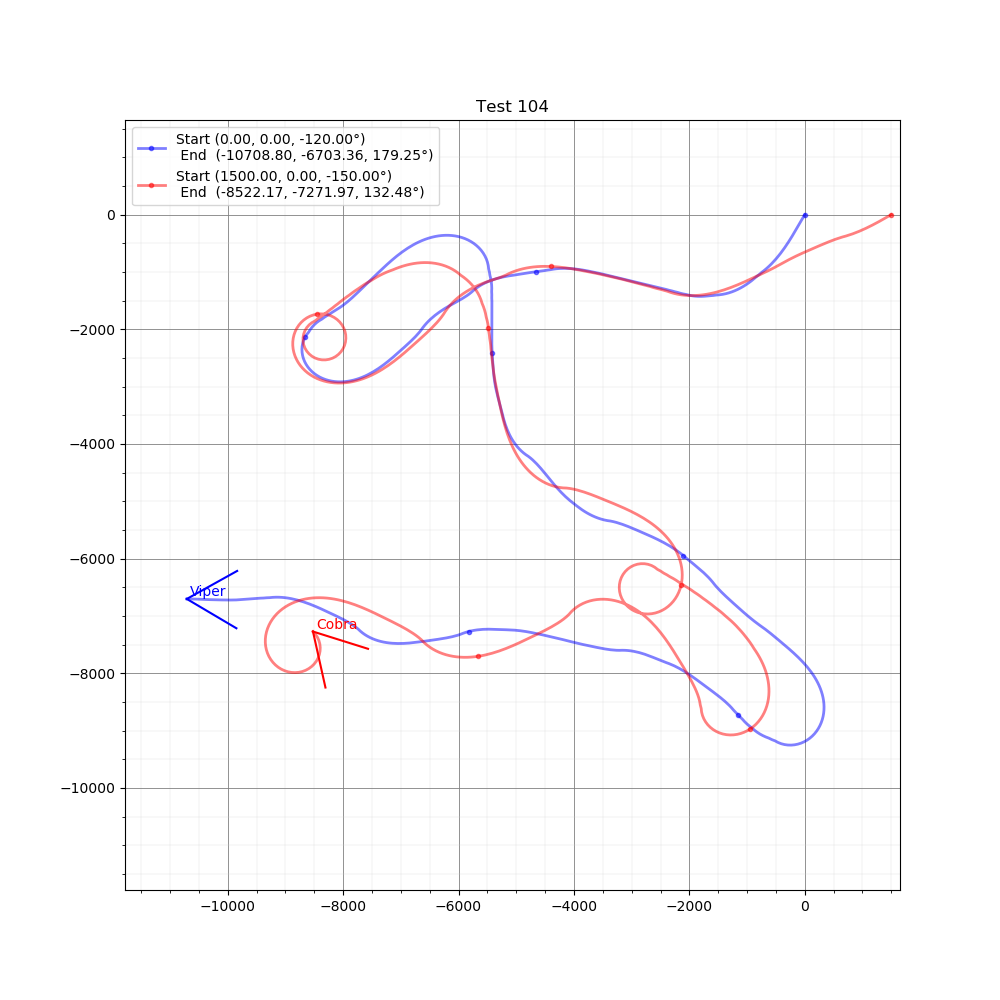 Test 104
Start (0.00, 0.00, -120.00°)
End  (-10708.80, -6703.36, 179.25°)
Start (1500.00, 0.00, -150.00°)
End  (-8522.17, -7271.97, 132.48°)
0
−2000
−4000
−6000
−8000
−10000
Viper
Cobra
−10000 −8000 −6000 −4000 −2000 0